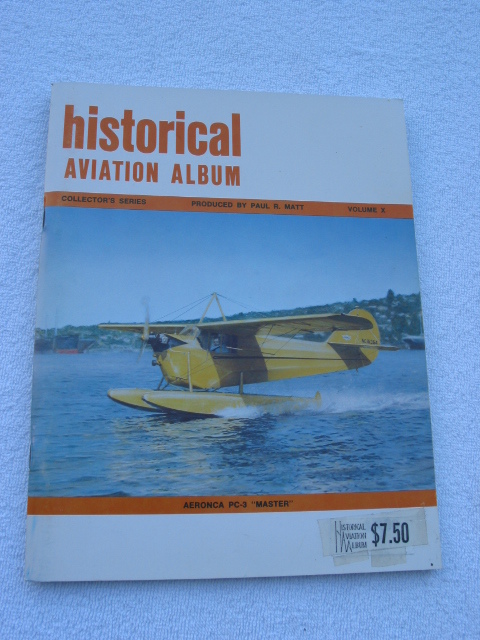 historical
AVIATION ALBUM
COLLECTOR'S SERIES PRODUCED BY PAUL R. MATT VOLUME X
AERONCA PC-3 "MASTER"
HISTORICAL
AVIATION
ALBUM
$7.50